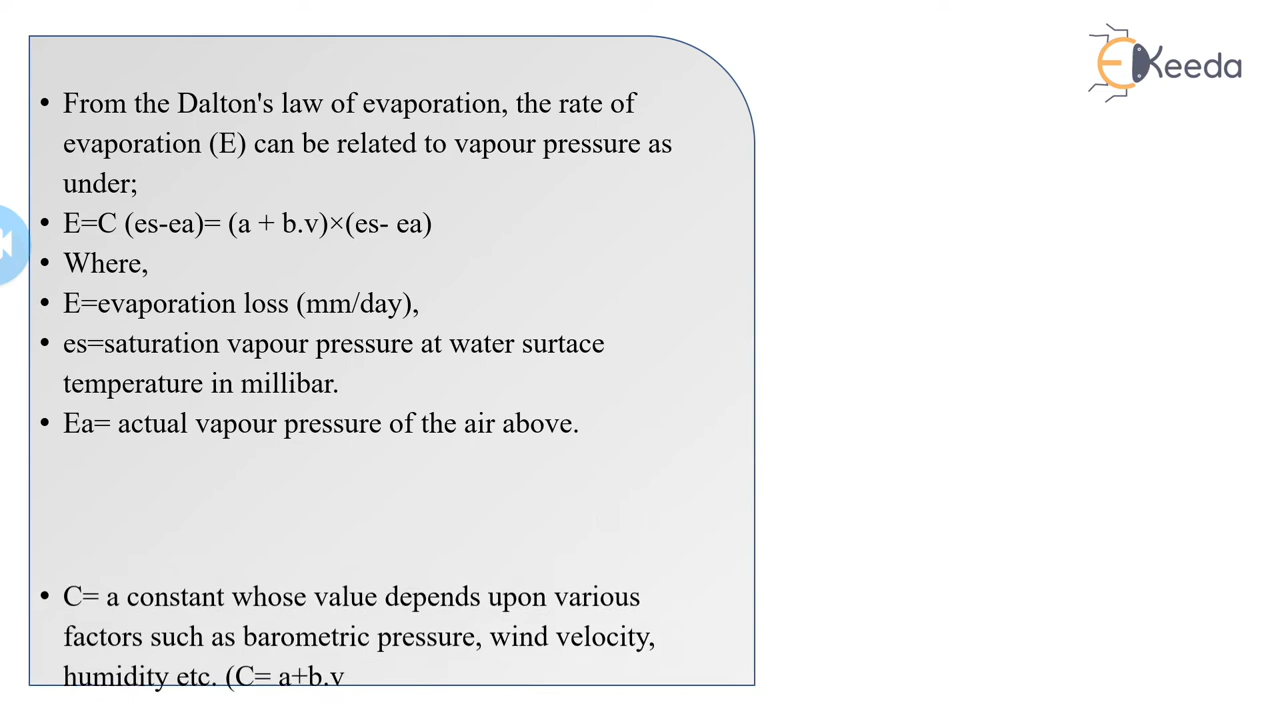 EKeeda
• From the Dalton's law of evaporation, the rate of
evaporation (E) can be related to vapour pressure as
under;
• E=C (es-ea)= (a + b.v)×(es- ea)
• Where,
• E=evaporation loss (mm/day),
• es=saturation vapour pressure at water surtace
temperature in millibar.
• Ea= actual vapour pressure of the air above.
• C= a constant whose value depends upon various
factors such as barometric pressure, wind velocity,
humidity etc. (C= a+b.v